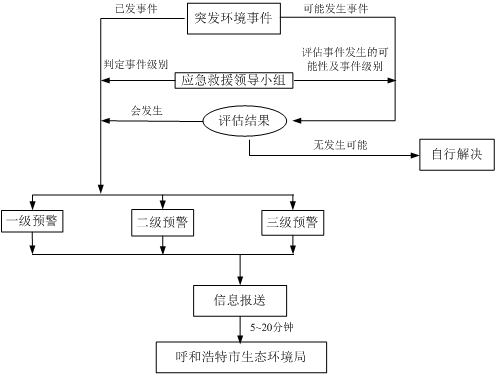 已发事件
突发环境事件
可能发生事件
判定事件级别
应急救援领导小组
评估事件发生的可
能性及事件级别
会发生
评估结果
无发生可能
自行解决
一级预警
二级预警
三级预警
信息报送
5~20分钟
呼和浩特市生态环境局